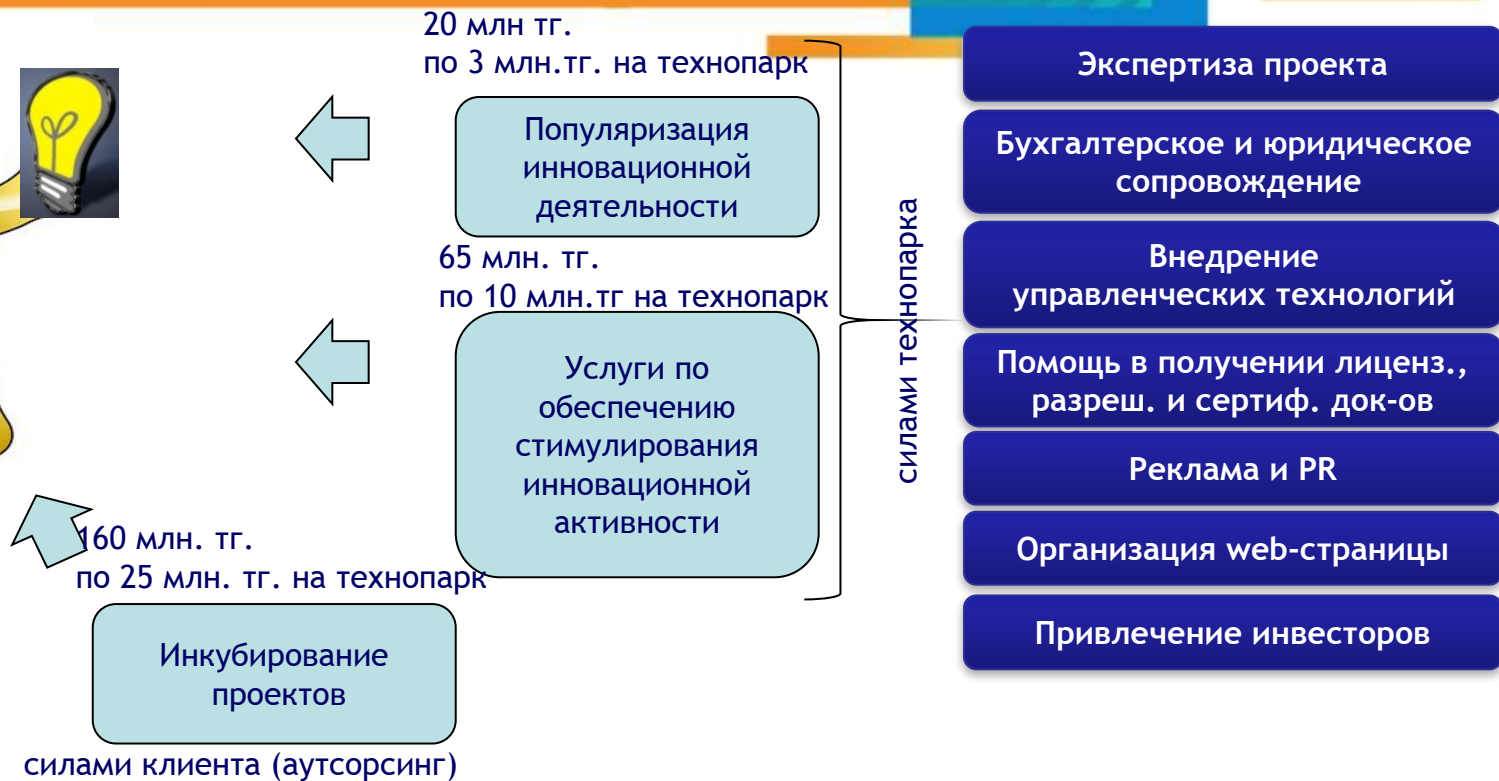 20 млн тг.
по 3 млн.тг. на технопарк
Популяризация
инновационной
деятельности
65 млн. тг.
по 10 млн.тг на технопарк
Услуги по
обеспечению
стимулирования
инновационной
активности
160 млн. тг.
по 25 млн. тг. на технопарк
Инкубирование
проектов
силами клиента (аутсорсинг)
силами технопарка
Экспертиза проекта
Бухгалтерское и юридическое
сопровождение
Внедрение
управленческих технологий
Помощь в получении лиценз.,
разреш. и сертиф. док-ов
Реклама и PR
Организация web-страницы
Привлечение инвесторов